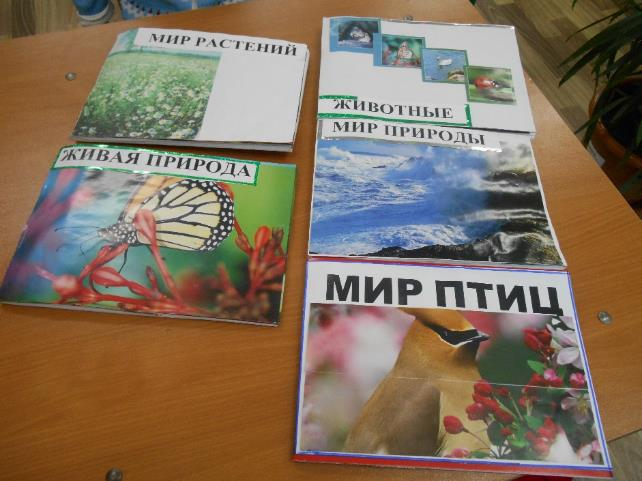 МИР РАСТЕНИЙ
ЖИВОТНЫЕ
МИР ПРИРОДЫ
ЖИВАЯ ПРИРОДА
МИР ПТИЦ